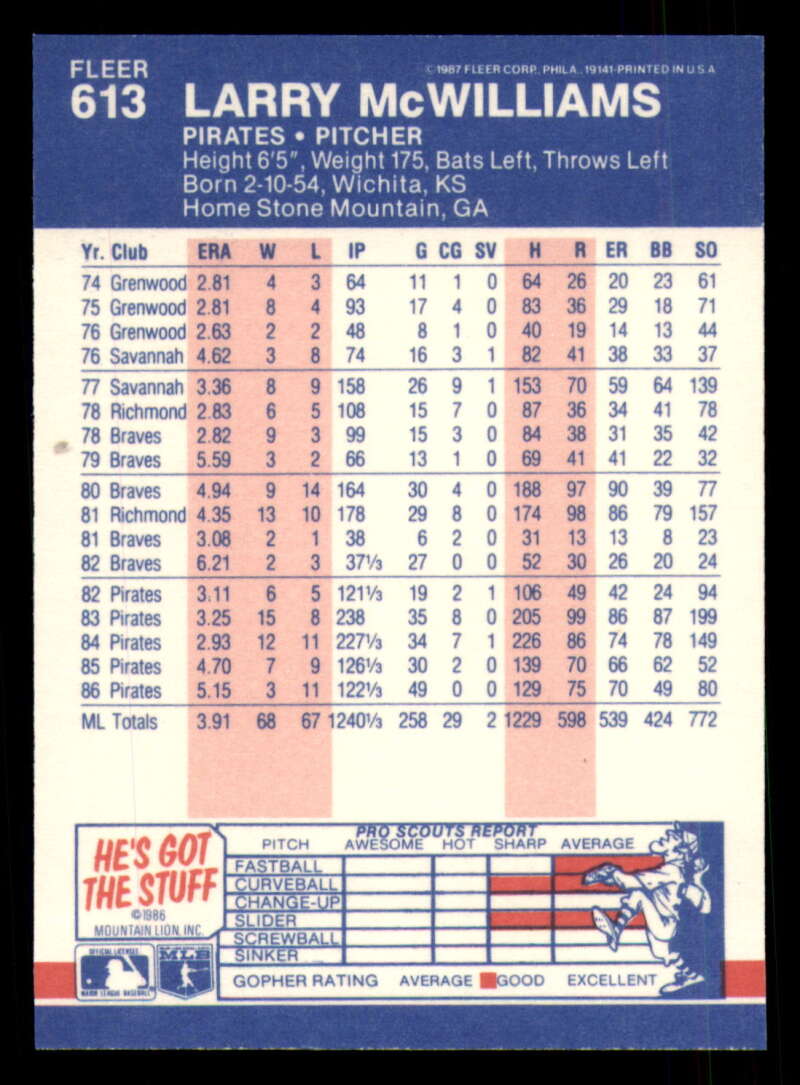 FLEER
©1987 FLEER CORP., PHILA., 19141-PRINTED IN U.S.A
613 LARRY McWILLIAMS
PIRATES • PITCHER
Height 6'5", Weight 175, Bats Left, Throws Left
Born 2-10-54, Wichita, KS
Home Stone Mountain, GA
Yr. Club ERA W L IP G CG SV H R ER BB SO
74 Grenwood 2.81 4 3 64 11 1 0 64 26 20 23 61
75 Grenwood 2.81 8 4 93 17 4 0 83 36 29 18 71
76 Grenwood 2.63 2 2 48 8 1 0 40 19 14 13 44
76 Savannah 4.62 3 8 74 16 3 1 82 41 38 33 37
77 Savannah 3.36 8 9 158 26 9 1 153 70 59 64 139
78 Richmond 2.83 6 5 108 15 7 0 87 36 34 41 78
78 Braves 2.82 9 3 99 15 3 0 84 38 31 35 42
79 Braves 5.59 3 2 66 13 1 0 69 41 41 22 32
80 Braves 4.94 9 14 164 30 4 0 188 97 90 39 77
81 Richmond 4.35 13 10 178 29 8 0 174 98 86 79 157
81 Braves 3.08 2 1 38 6 2 0 31 13 13 8 23
82 Braves 6.21 2 3 37⅓ 27 0 0 52 30 26 20 24
82 Pirates 3.11 6 5 121⅓ 19 2 1 106 49 42 24 94
83 Pirates 3.25 15 8 238 35 8 0 205 99 86 87 199
84 Pirates 2.93 12 11 227⅓ 34 7 1 226 86 74 78 149
85 Pirates 4.70 7 9 126⅓ 30 2 0 139 70 66 62 52
86 Pirates 5.15 3 11 122⅓ 49 0 0 129 75 70 49 80
ML Totals 3.91 68 67 1240⅓ 258 29 2 1229 598 539 424 772
HE'S GOT
THE STUFF
©1986
MOUNTAIN LION, INC.
OFFICIAL LICENSEE
MAJOR LEAGUE BASEBALL
MLB
PRO SCOUTS REPORT
PITCH AWESOME HOT SHARP AVERAGE
FASTBALL
CURVEBALL
CHANGE-UP
SLIDER
SCREWBALL
SINKER
GOPHER RATING AVERAGE GOOD EXCELLENT